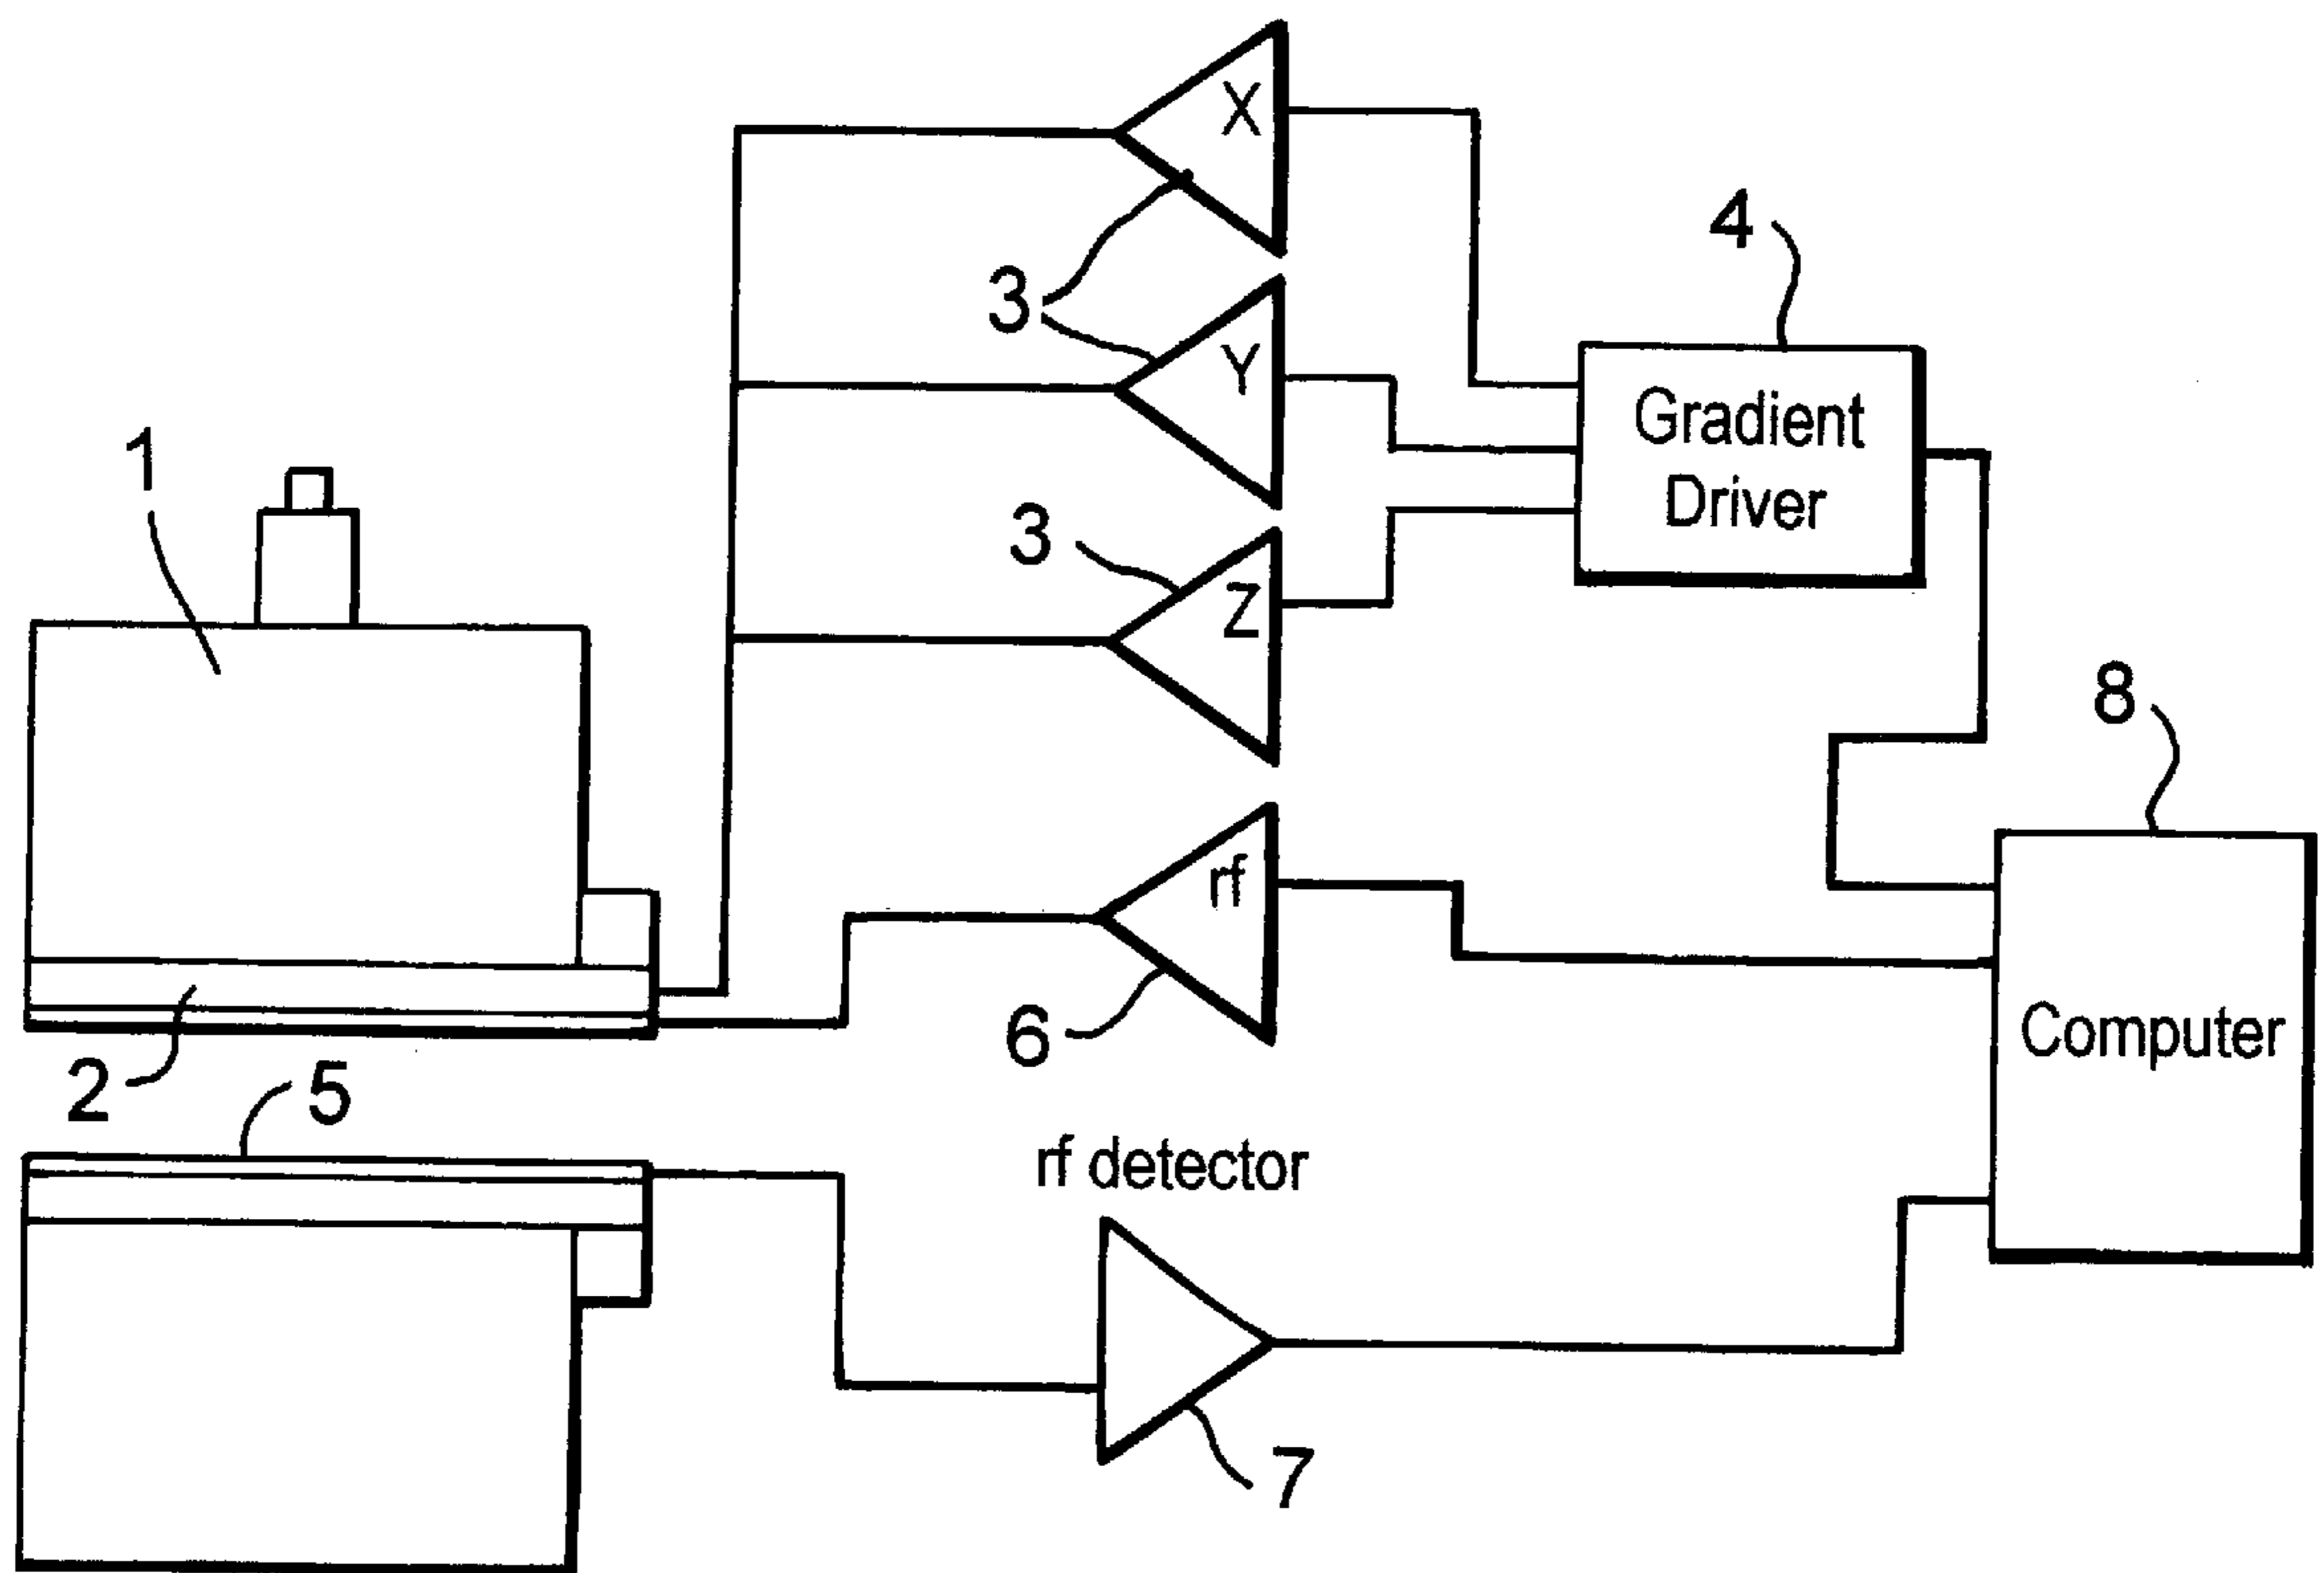 X
4
3
Y
Gradient
Driver
1
3
Z
8
rf
6
Computer
2
5
rf detector
7